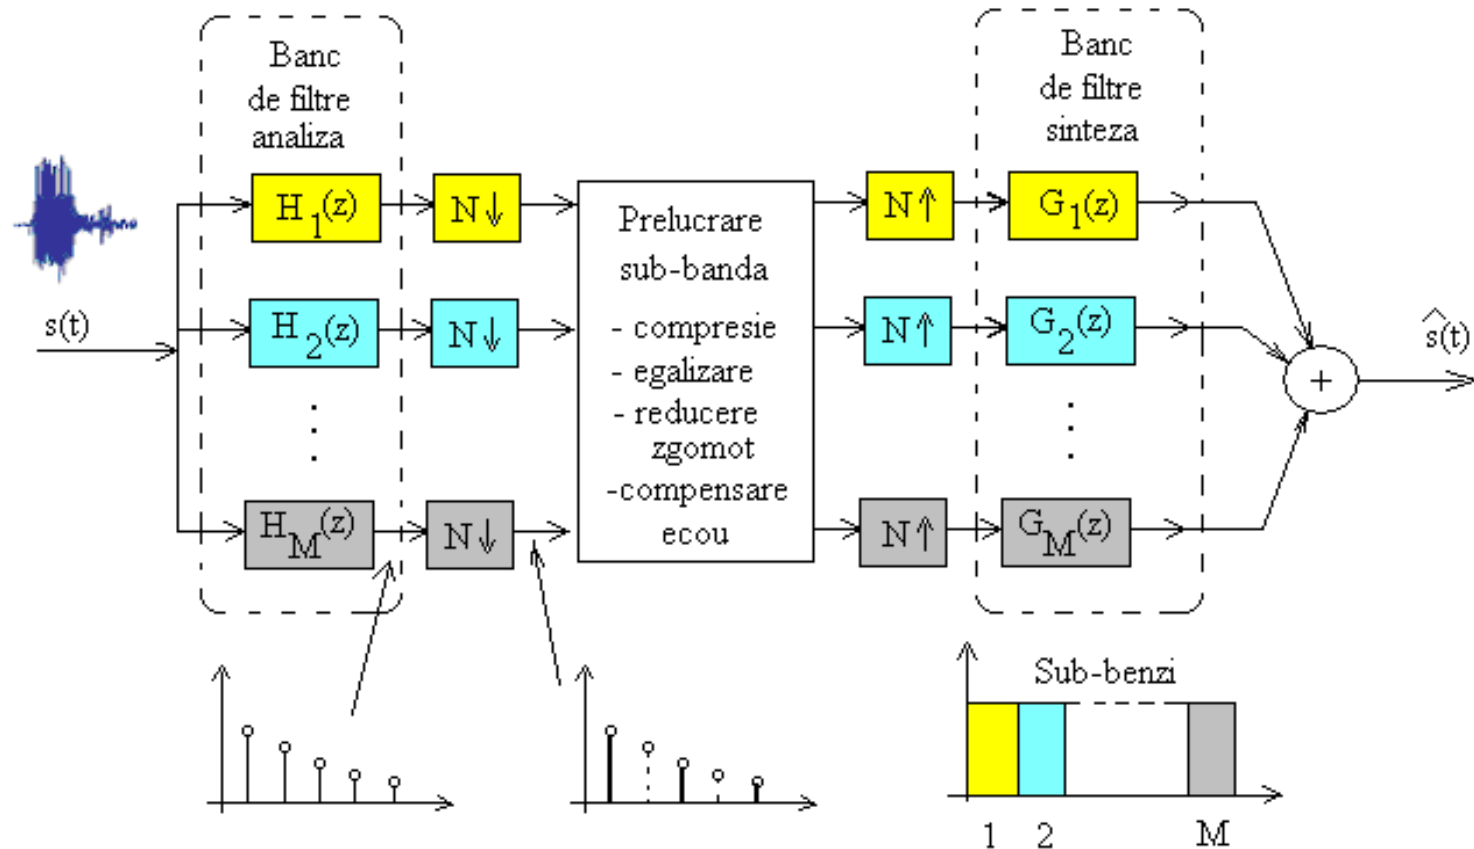 Banc
de filtre
analiza
Banc
de filtre
sinteza
H1(z)
N↓
Prelucrare
sub-banda
- compresie
- egalizare
- reducere
zgomot
-compensare
ecou
N↑
G1(z)
s(t)
H2(z)
N↓
N↑
G2(z)
+
ŝ(t)
HM(z)
N↓
N↑
GM(z)
Sub-benzi
1 2 M